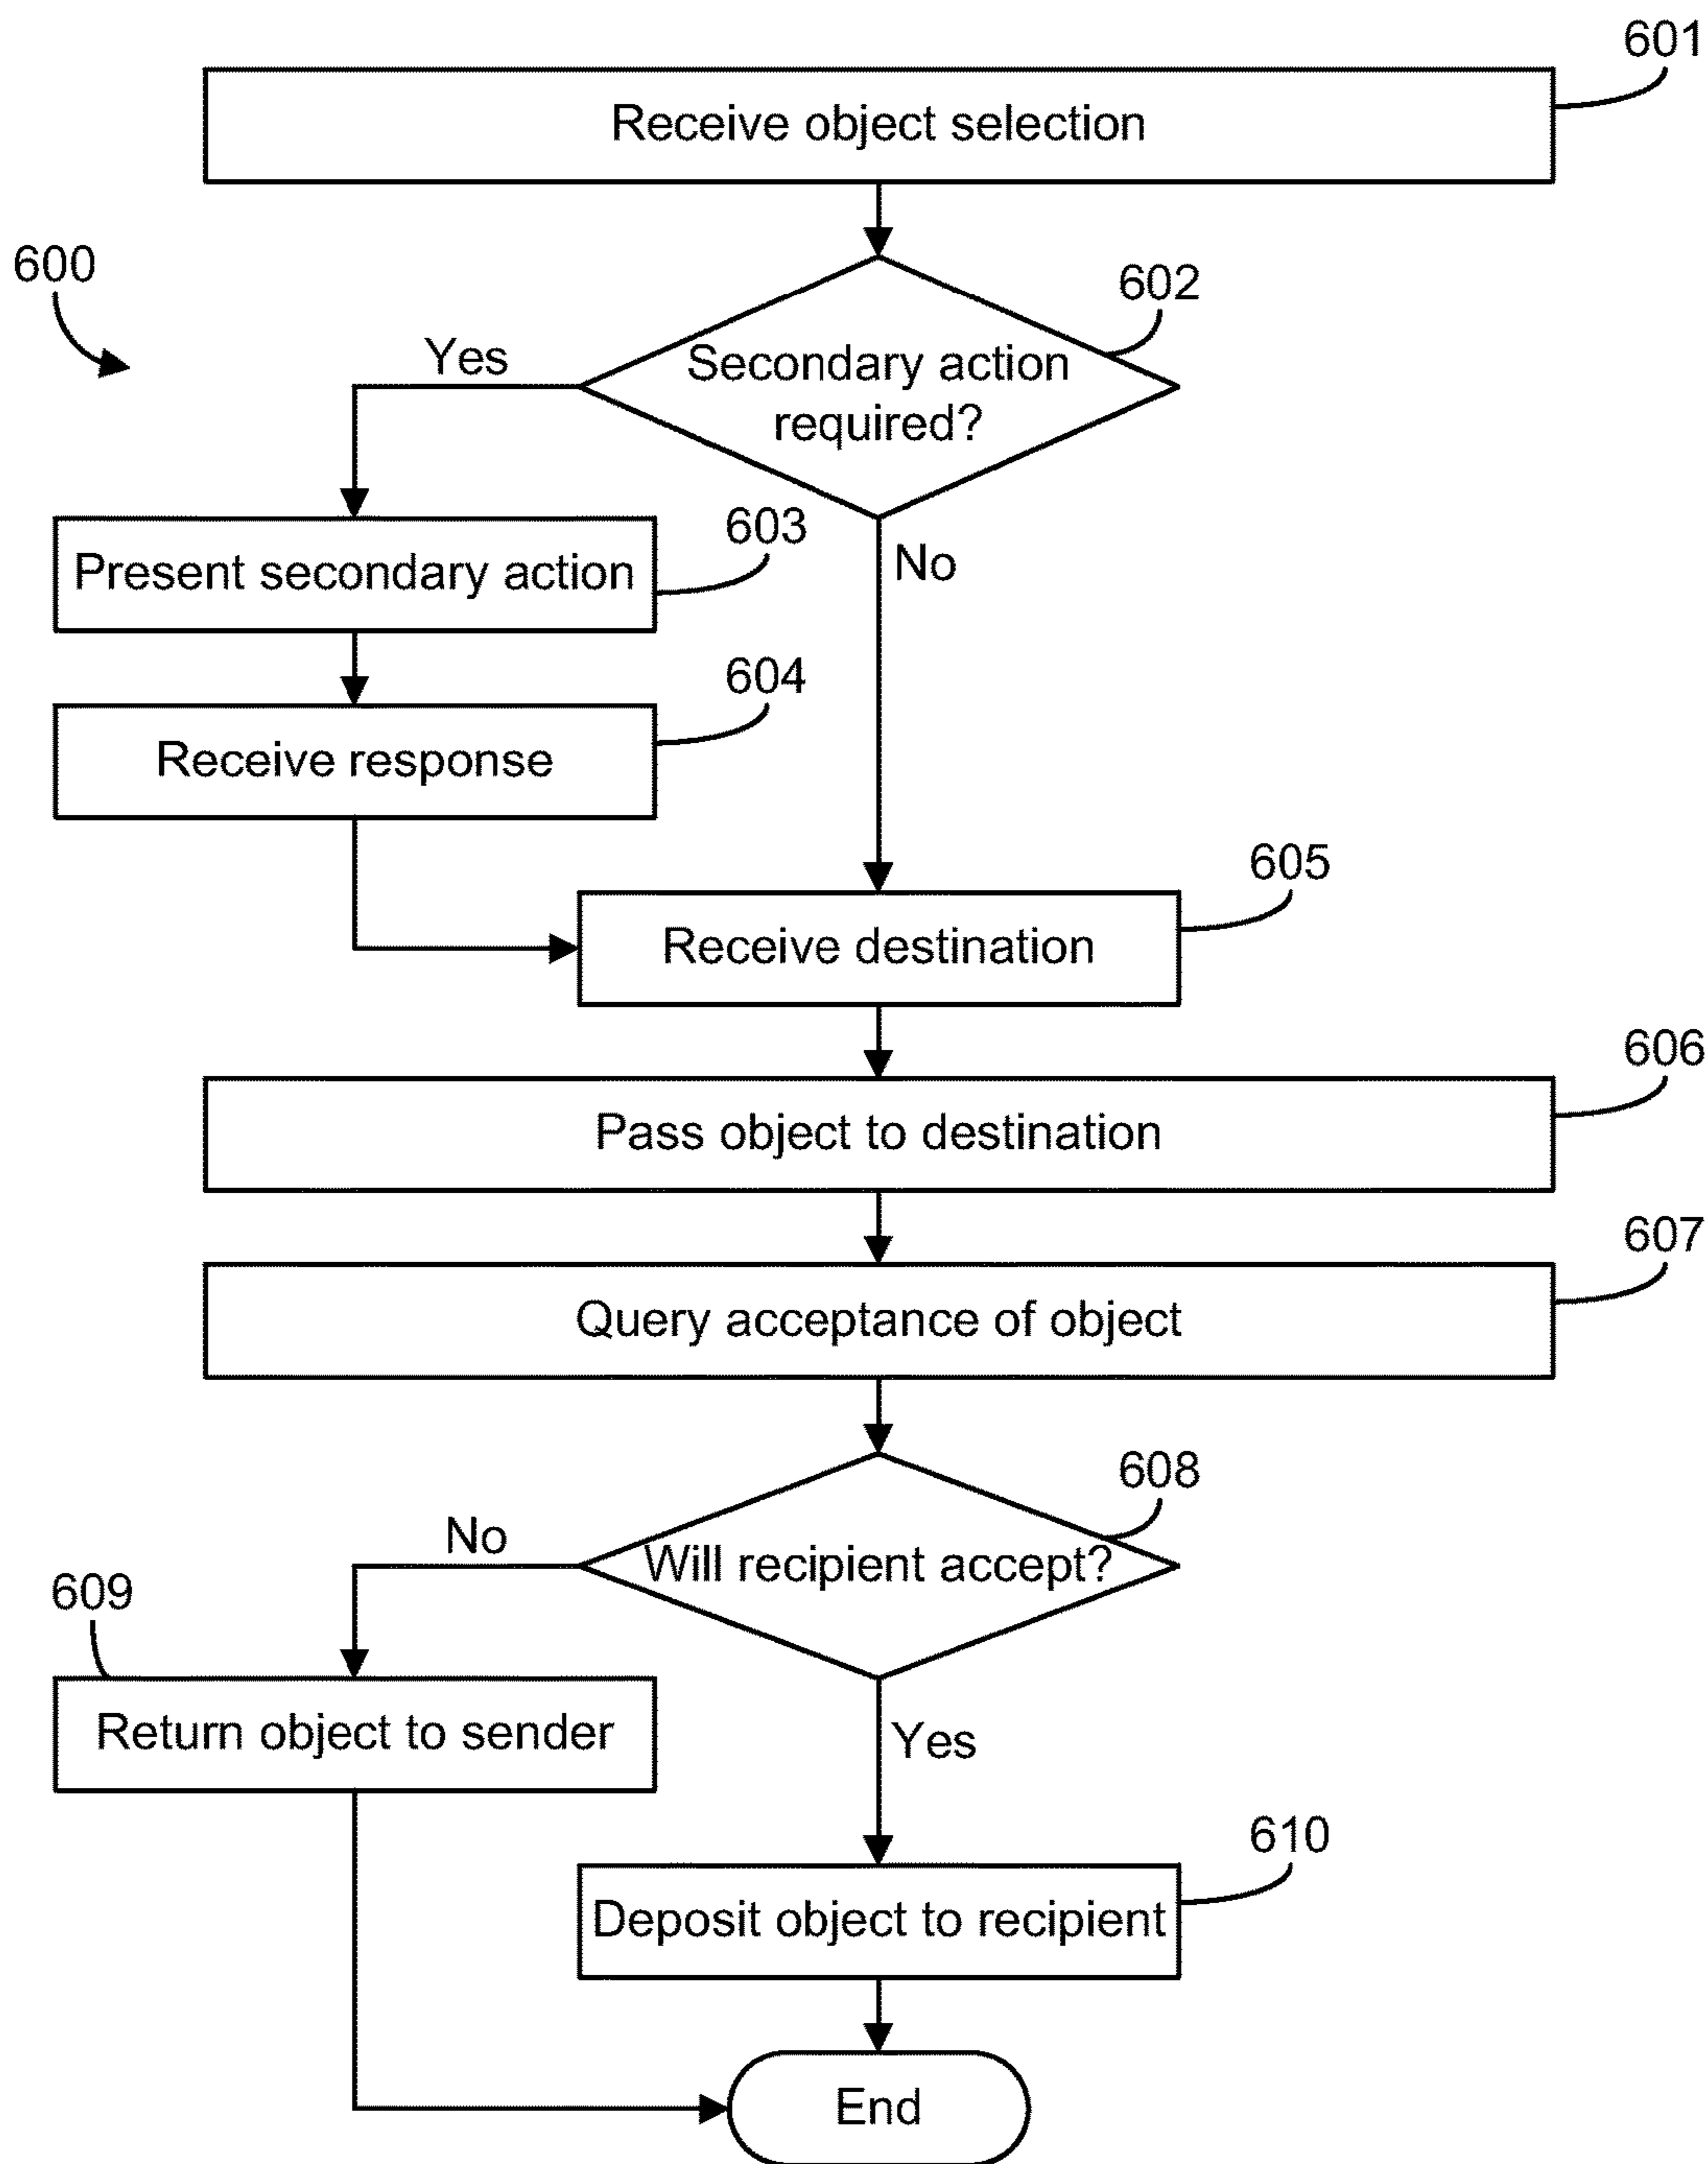 601
Receive object selection
600
602
Yes
Secondary action
required?
603
Present secondary action
No
604
Receive response
605
Receive destination
606
Pass object to destination
607
Query acceptance of object
608
No
Will recipient accept?
609
Return object to sender
Yes
610
Deposit object to recipient
End